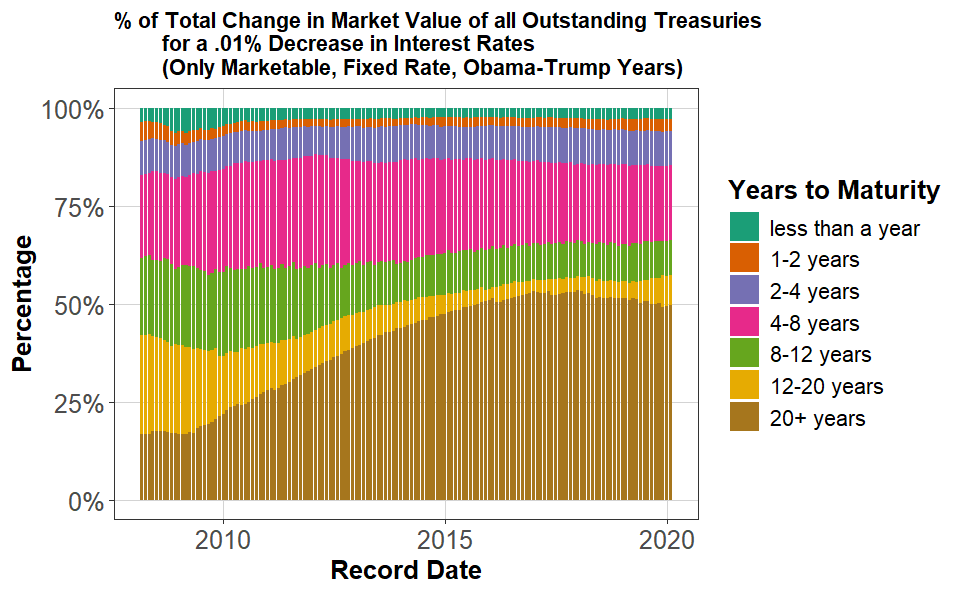 % of Total Change in Market Value of all Outstanding Treasuries
for a .01% Decrease in Interest Rates
(Only Marketable, Fixed Rate, Obama-Trump Years)
100%
75%
50%
25%
0%
Percentage
2010
2015
2020
Record Date
Years to Maturity
less than a year
1-2 years
2-4 years
4-8 years
8-12 years
12-20 years
20+ years